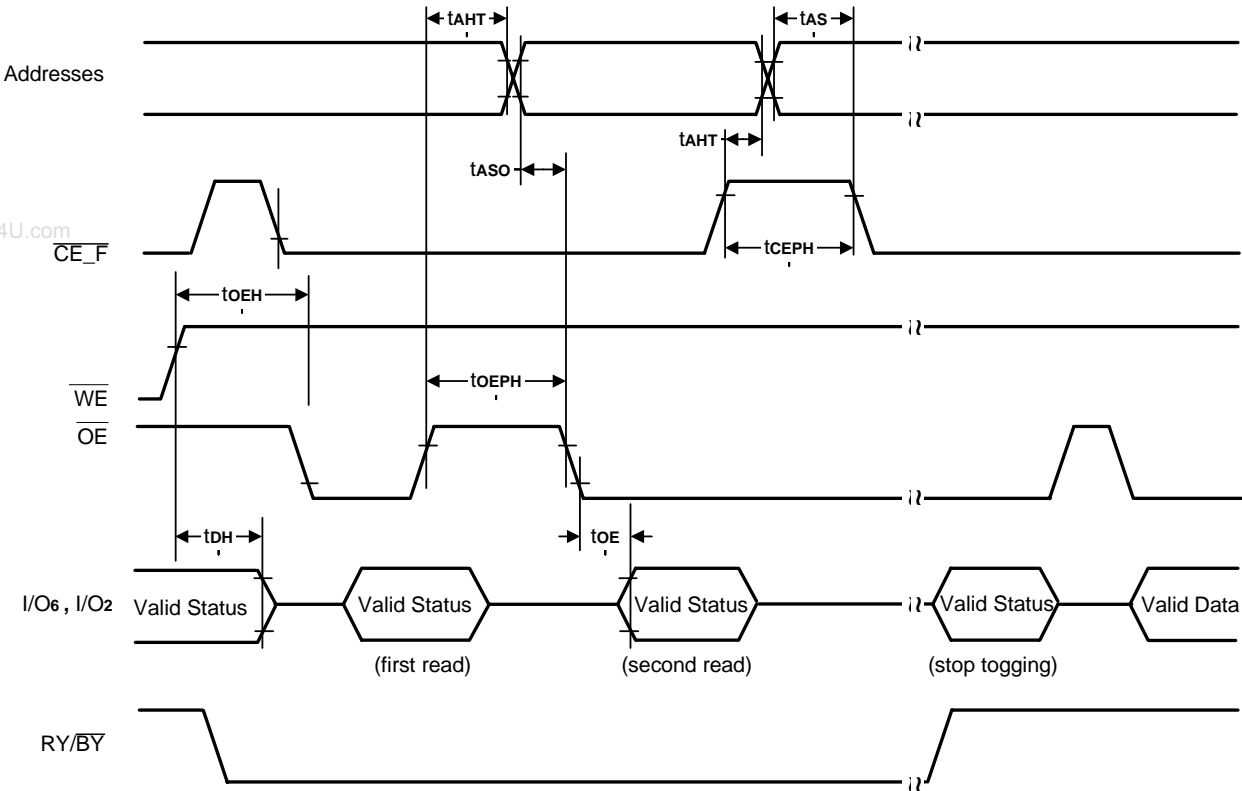 tAHT
tAS
Addresses
tAHT
tASO
4U.com
CE_F
tCEPH
tOEH
WE
tOEPH
OE
tDH
tOE
I/O6 , I/O2
Valid Status
Valid Status
Valid Status
Valid Status
Valid Data
(first read)
(second read)
(stop togging)
RY/BY